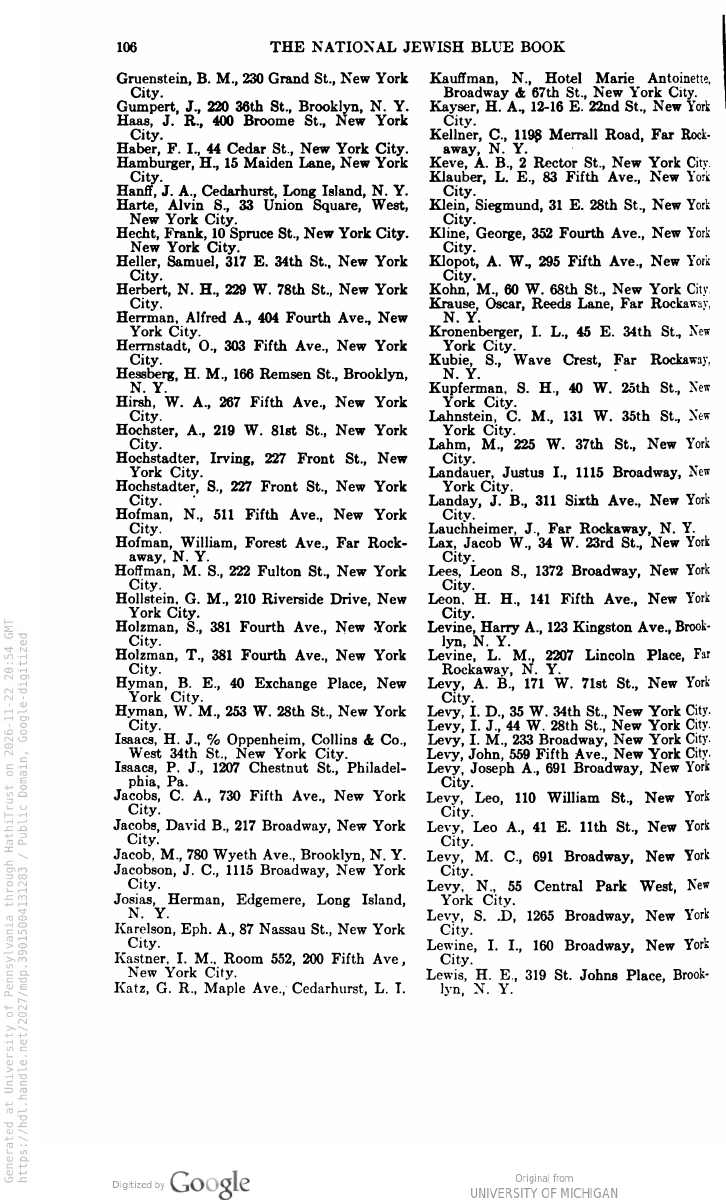 106
THE NATIONAL JEWISH BLUE BOOK
Gruenstein, B. M., 230 Grand St., New York
City.
Gumpert, J., 220 36th St., Brooklyn, N. Y.
Haas, J. R., 400 Broome St., New York
City.
Haber, F. I., 44 Cedar St., New York City.
Hamburger, H., 15 Maiden Lane, New York
City.
Hanff, J. A., Cedarhurst, Long Island, N. Y.
Harte, Alvin S., 33 Union Square, West,
New York City.
Hecht, Frank, 10 Spruce St., New York City.
New York City.
Heller, Samuel, 317 E. 34th St., New York
City.
Herbert, N. H., 229 W. 78th St., New York
City.
Herrman, Alfred A., 404 Fourth Ave., New
York City.
Herrnstadt, O., 303 Fifth Ave., New York
City.
Hessberg, H. M., 166 Remsen St., Brooklyn,
N. Y.
Hirsh, W. A., 267 Fifth Ave., New York
City.
Hochster, A., 219 W. 81st St., New York
City.
Hochstadter, Irving, 227 Front St., New
York City.
Hochstadter, S., 227 Front St., New York
City.
Hofman, N., 511 Fifth Ave., New York
City.
Hofman, William, Forest Ave., Far Rock-
away, N. Y.
Hoffman, M. S., 222 Fulton St., New York
City.
Hollstein, G. M., 210 Riverside Drive, New
York City.
Holzman, S., 381 Fourth Ave., New York
City.
Holzman, T., 381 Fourth Ave., New York
City.
Hyman, B. E., 40 Exchange Place, New
York City.
Hyman, W. M., 253 W. 28th St., New York
City.
Isaacs, H. J., % Oppenheim, Collins & Co.,
West 34th St., New York City.
Isaacs, P. J., 1207 Chestnut St., Philadel-
phia, Pa.
Jacobs, C. A., 730 Fifth Ave., New York
City.
Jacobs, David B., 217 Broadway, New York
City.
Jacob, M., 780 Wyeth Ave., Brooklyn, N. Y.
Jacobson, J. C., 1115 Broadway, New York
City.
Josias, Herman, Edgemere, Long Island,
N. Y.
Karelson, Eph. A., 87 Nassau St., New York
City.
Kastner, I. M., Room 552, 200 Fifth Ave,
New York City.
Katz, G. R., Maple Ave., Cedarhurst, L. I.
Kauffman, N., Hotel Marie Antoinette,
Broadway & 67th St., New York City.
Kayser, H. A., 12-16 E. 22nd St., New York
City.
Kellner, C., 1198 Merrall Road, Far Rock-
away, N. Y.
Keve, A. B., 2 Rector St., New York City.
Klauber, L. E., 83 Fifth Ave., New York
City.
Klein, Siegmund, 31 E. 28th St., New York
City.
Kline, George, 352 Fourth Ave., New York
City.
Klopot, A. W., 295 Fifth Ave., New York
City.
Kohn, M., 60 W. 68th St., New York City.
Krause, Oscar, Reeds Lane, Far Rockaway,
N. Y.
Kronenberger, I. L., 45 E. 34th St., New
York City.
Kubie, S., Wave Crest, Far Rockaway,
N. Y.
Kupferman, S. H., 40 W. 25th St., New
York City.
Lahnstein, C. M., 131 W. 35th St., New
York City.
Lahm, M., 225 W. 37th St., New York
City.
Landauer, Justus I., 1115 Broadway, New
York City.
Landay, J. B., 311 Sixth Ave., New York
City.
Lauchheimer, J., Far Rockaway, N. Y.
Lax, Jacob W., 34 W. 23rd St., New York
City.
Lees, Leon S., 1372 Broadway, New York
City.
Leon, H. H., 141 Fifth Ave., New York
City.
Levine, Harry A., 123 Kingston Ave., Brook-
lyn, N. Y.
Levine, L. M., 2207 Lincoln Place, Far
Rockaway, N. Y.
Levy, A. B., 171 W. 71st St., New York
City.
Levy, I. D., 35 W. 34th St., New York City.
Levy, I. J., 44 W. 28th St., New York City.
Levy, I. M., 233 Broadway, New York City.
Levy, John, 559 Fifth Ave., New York City.
Levy, Joseph A., 691 Broadway, New York
City.
Levy, Leo, 110 William St., New York
City.
Levy, Leo A., 41 E. 11th St., New York
City.
Levy, M. C., 691 Broadway, New York
City.
Levy, N., 55 Central Park West, New
York City.
Levy, S. .D, 1265 Broadway, New York
City.
Lewine, I. I., 160 Broadway, New York
City.
Lewis, H. E., 319 St. Johns Place, Brook-
lyn, N. Y.
Generated at University of Pennsylvania through HathiTrust on 2026-11-22 20:54 GMT
https://hdl.handle.net/2027/mdp.39015004131283 / Public Domain, Google-digitized
Digitized by Google
Original from
UNIVERSITY OF MICHIGAN